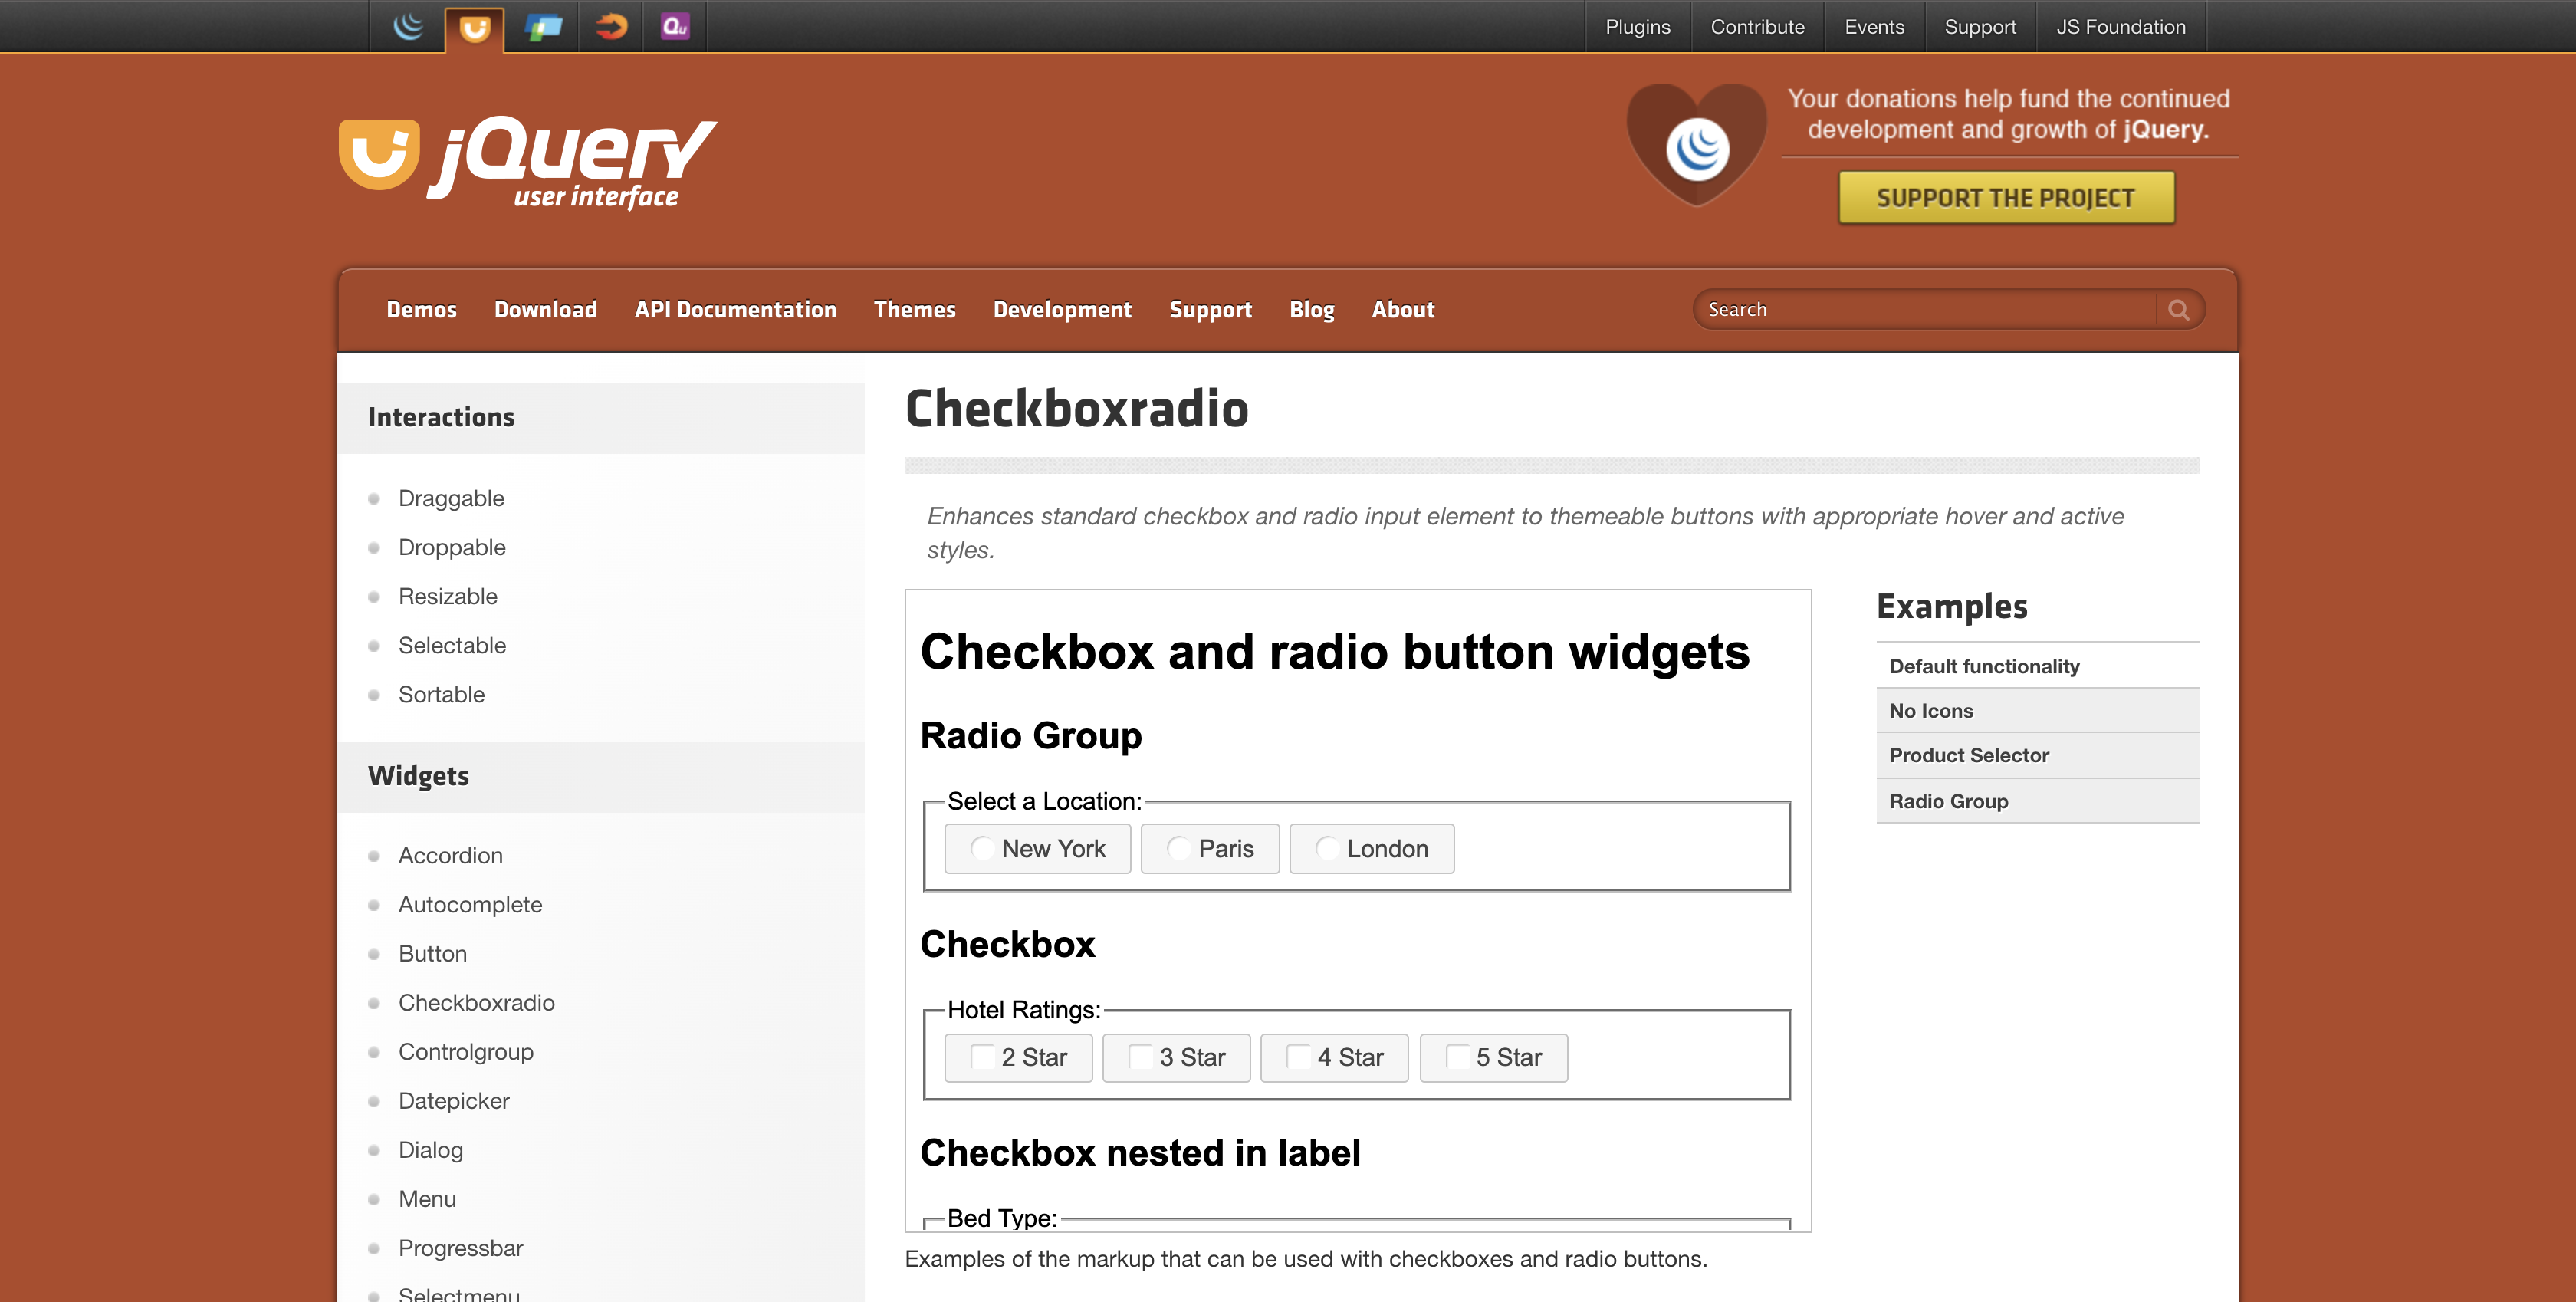 Qu
Plugins
Contribute
Events
Support
JS Foundation
jQuery
user interface
Your donations help fund the continued
development and growth of jQuery.
SUPPORT THE PROJECT
Demos
Download
API Documentation
Themes
Development
Support
Blog
About
Search
Interactions
Draggable
Droppable
Resizable
Selectable
Sortable
Widgets
Accordion
Autocomplete
Button
Checkboxradio
Controlgroup
Datepicker
Dialog
Menu
Progressbar
Selectmenu
Checkboxradio
Enhances standard checkbox and radio input element to themeable buttons with appropriate hover and active
styles.
Checkbox and radio button widgets
Radio Group
Select a Location:
New York
Paris
London
Checkbox
Hotel Ratings:
2 Star
3 Star
4 Star
5 Star
Checkbox nested in label
Bed Type:
Examples of the markup that can be used with checkboxes and radio buttons.
Examples
Default functionality
No Icons
Product Selector
Radio Group